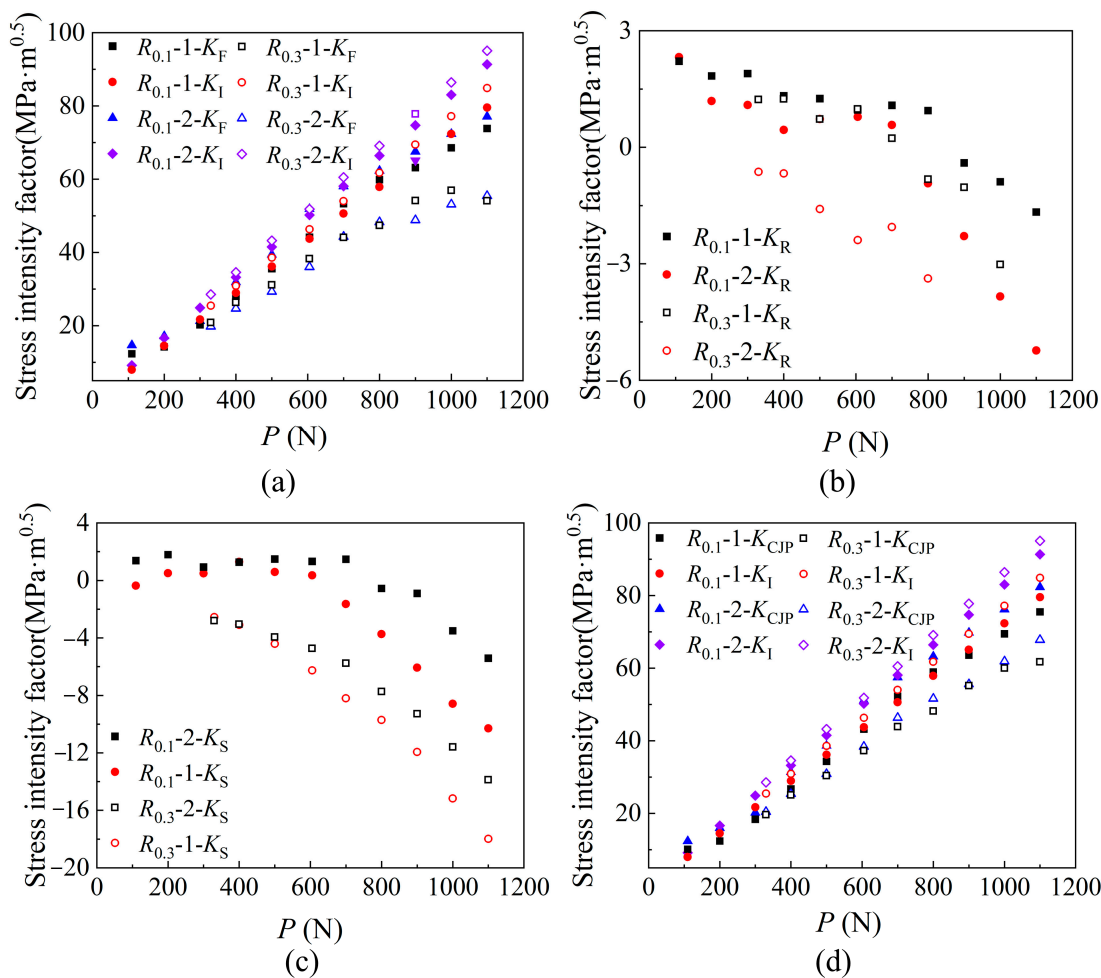 Stress intensity factor(MPa·m^0.5)
100
80
60
40
20
R0.1-1-KF R0.3-1-KF
R0.1-1-KI R0.3-1-KI
R0.1-2-KF R0.3-2-KF
R0.1-2-KI R0.3-2-KI
0 200 400 600 800 1000 1200
P (N)
(a)
Stress intensity factor(MPa·m^0.5)
3
0
−3
−6
R0.1-1-KR
R0.1-2-KR
R0.3-1-KR
R0.3-2-KR
0 200 400 600 800 1000 1200
P (N)
(b)
Stress intensity factor(MPa·m^0.5)
4
0
−4
−8
−12
−16
−20
R0.1-2-KS
R0.1-1-KS
R0.3-2-KS
R0.3-1-KS
0 200 400 600 800 1000 1200
P (N)
(c)
Stress intensity factor(MPa·m^0.5)
100
80
60
40
20
R0.1-1-KCJP R0.3-1-KCJP
R0.1-1-KI R0.3-1-KI
R0.1-2-KCJP R0.3-2-KCJP
R0.1-2-KI R0.3-2-KI
0 200 400 600 800 1000 1200
P (N)
(d)